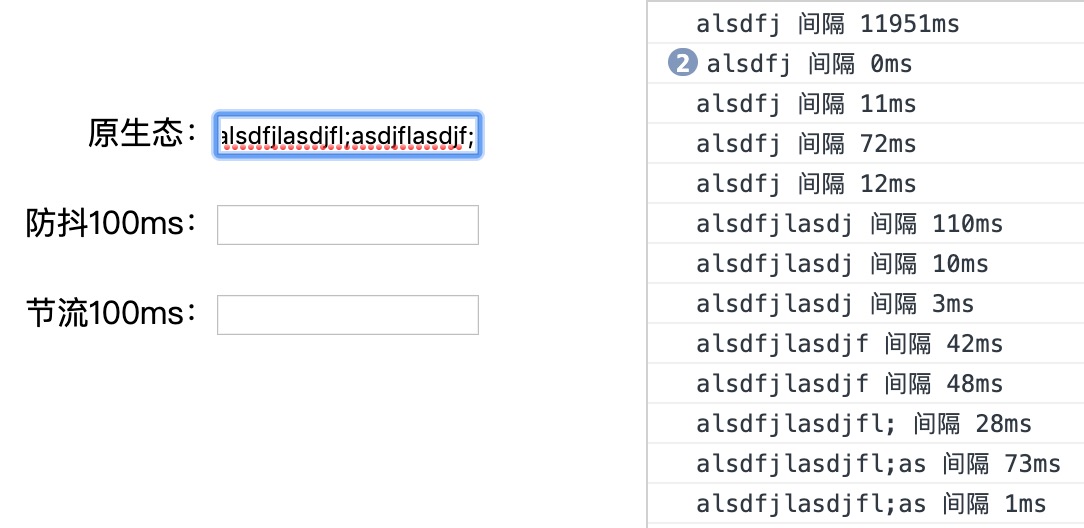 原生态： alsdfjlasdjfl;asdjflasdjf;
防抖100ms：
节流100ms：
alsdfj 间隔 11951ms
2 alsdfj 间隔 0ms
alsdfj 间隔 11ms
alsdfj 间隔 72ms
alsdfj 间隔 12ms
alsdfjlasdj 间隔 110ms
alsdfjlasdj 间隔 10ms
alsdfjlasdj 间隔 3ms
alsdfjlasdjf 间隔 42ms
alsdfjlasdjf 间隔 48ms
alsdfjlasdjfl; 间隔 28ms
alsdfjlasdjfl;as 间隔 73ms
alsdfjlasdjfl;as 间隔 1ms